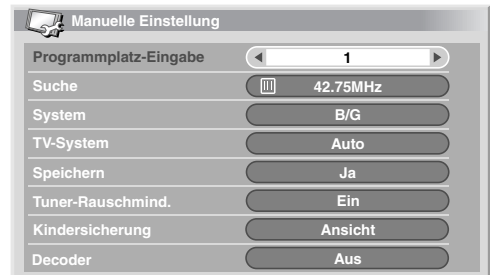 Manuelle Einstellung
Programmplatz-Eingabe 1
Suche 42.75MHz
System B/G
TV-System Auto
Speichern Ja
Tuner-Rauschmind. Ein
Kindersicherung Ansicht
Decoder Aus